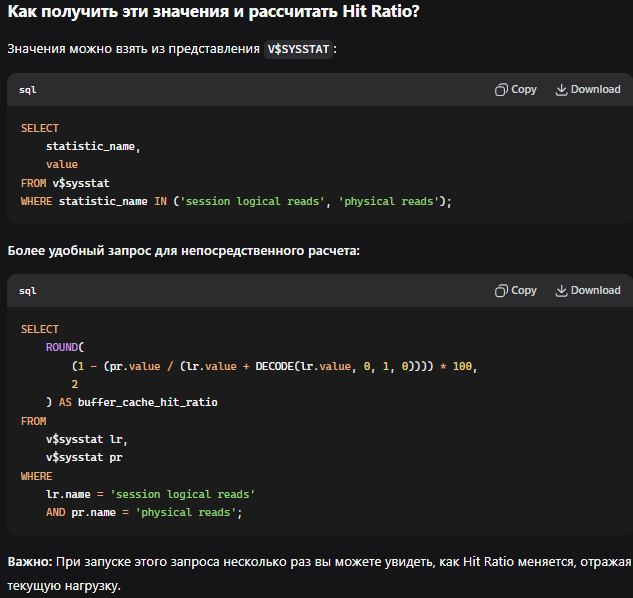 Как получить эти значения и рассчитать Hit Ratio?
Значения можно взять из представления V$SYSSTAT:
sql Copy Download
SELECT
statistic_name,
value
FROM v$sysstat
WHERE statistic_name IN ('session logical reads', 'physical reads');
Более удобный запрос для непосредственного расчета:
sql Copy Download
SELECT
ROUND(
(1 - (pr.value / (lr.value + DECODE(lr.value, 0, 1, 0)))) * 100,
2
) AS buffer_cache_hit_ratio
FROM
v$sysstat lr,
v$sysstat pr
WHERE
lr.name = 'session logical reads'
AND pr.name = 'physical reads';
Важно: При запуске этого запроса несколько раз вы можете увидеть, как Hit Ratio меняется, отражая
текущую нагрузку.